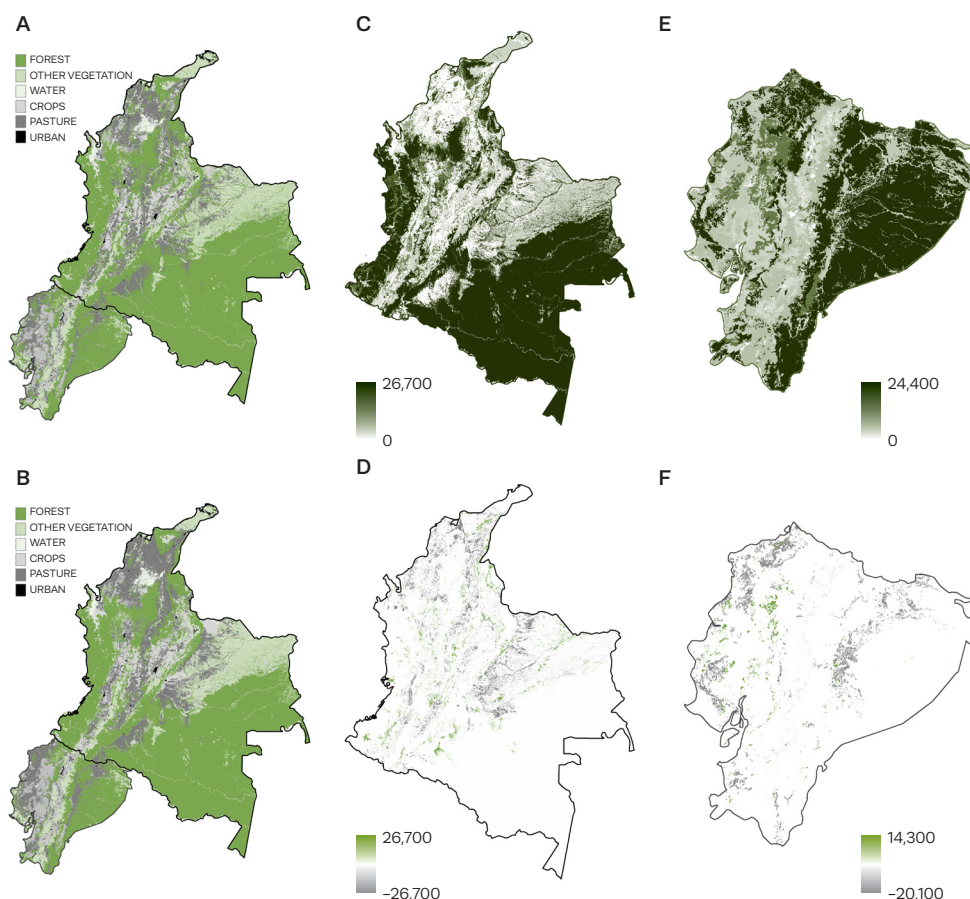 A
FOREST
OTHER VEGETATION
WATER
CROPS
PASTURE
URBAN
C
26,700
0
E
24,400
0
B
FOREST
OTHER VEGETATION
WATER
CROPS
PASTURE
URBAN
D
26,700
−26.700
F
14,300
−20,100